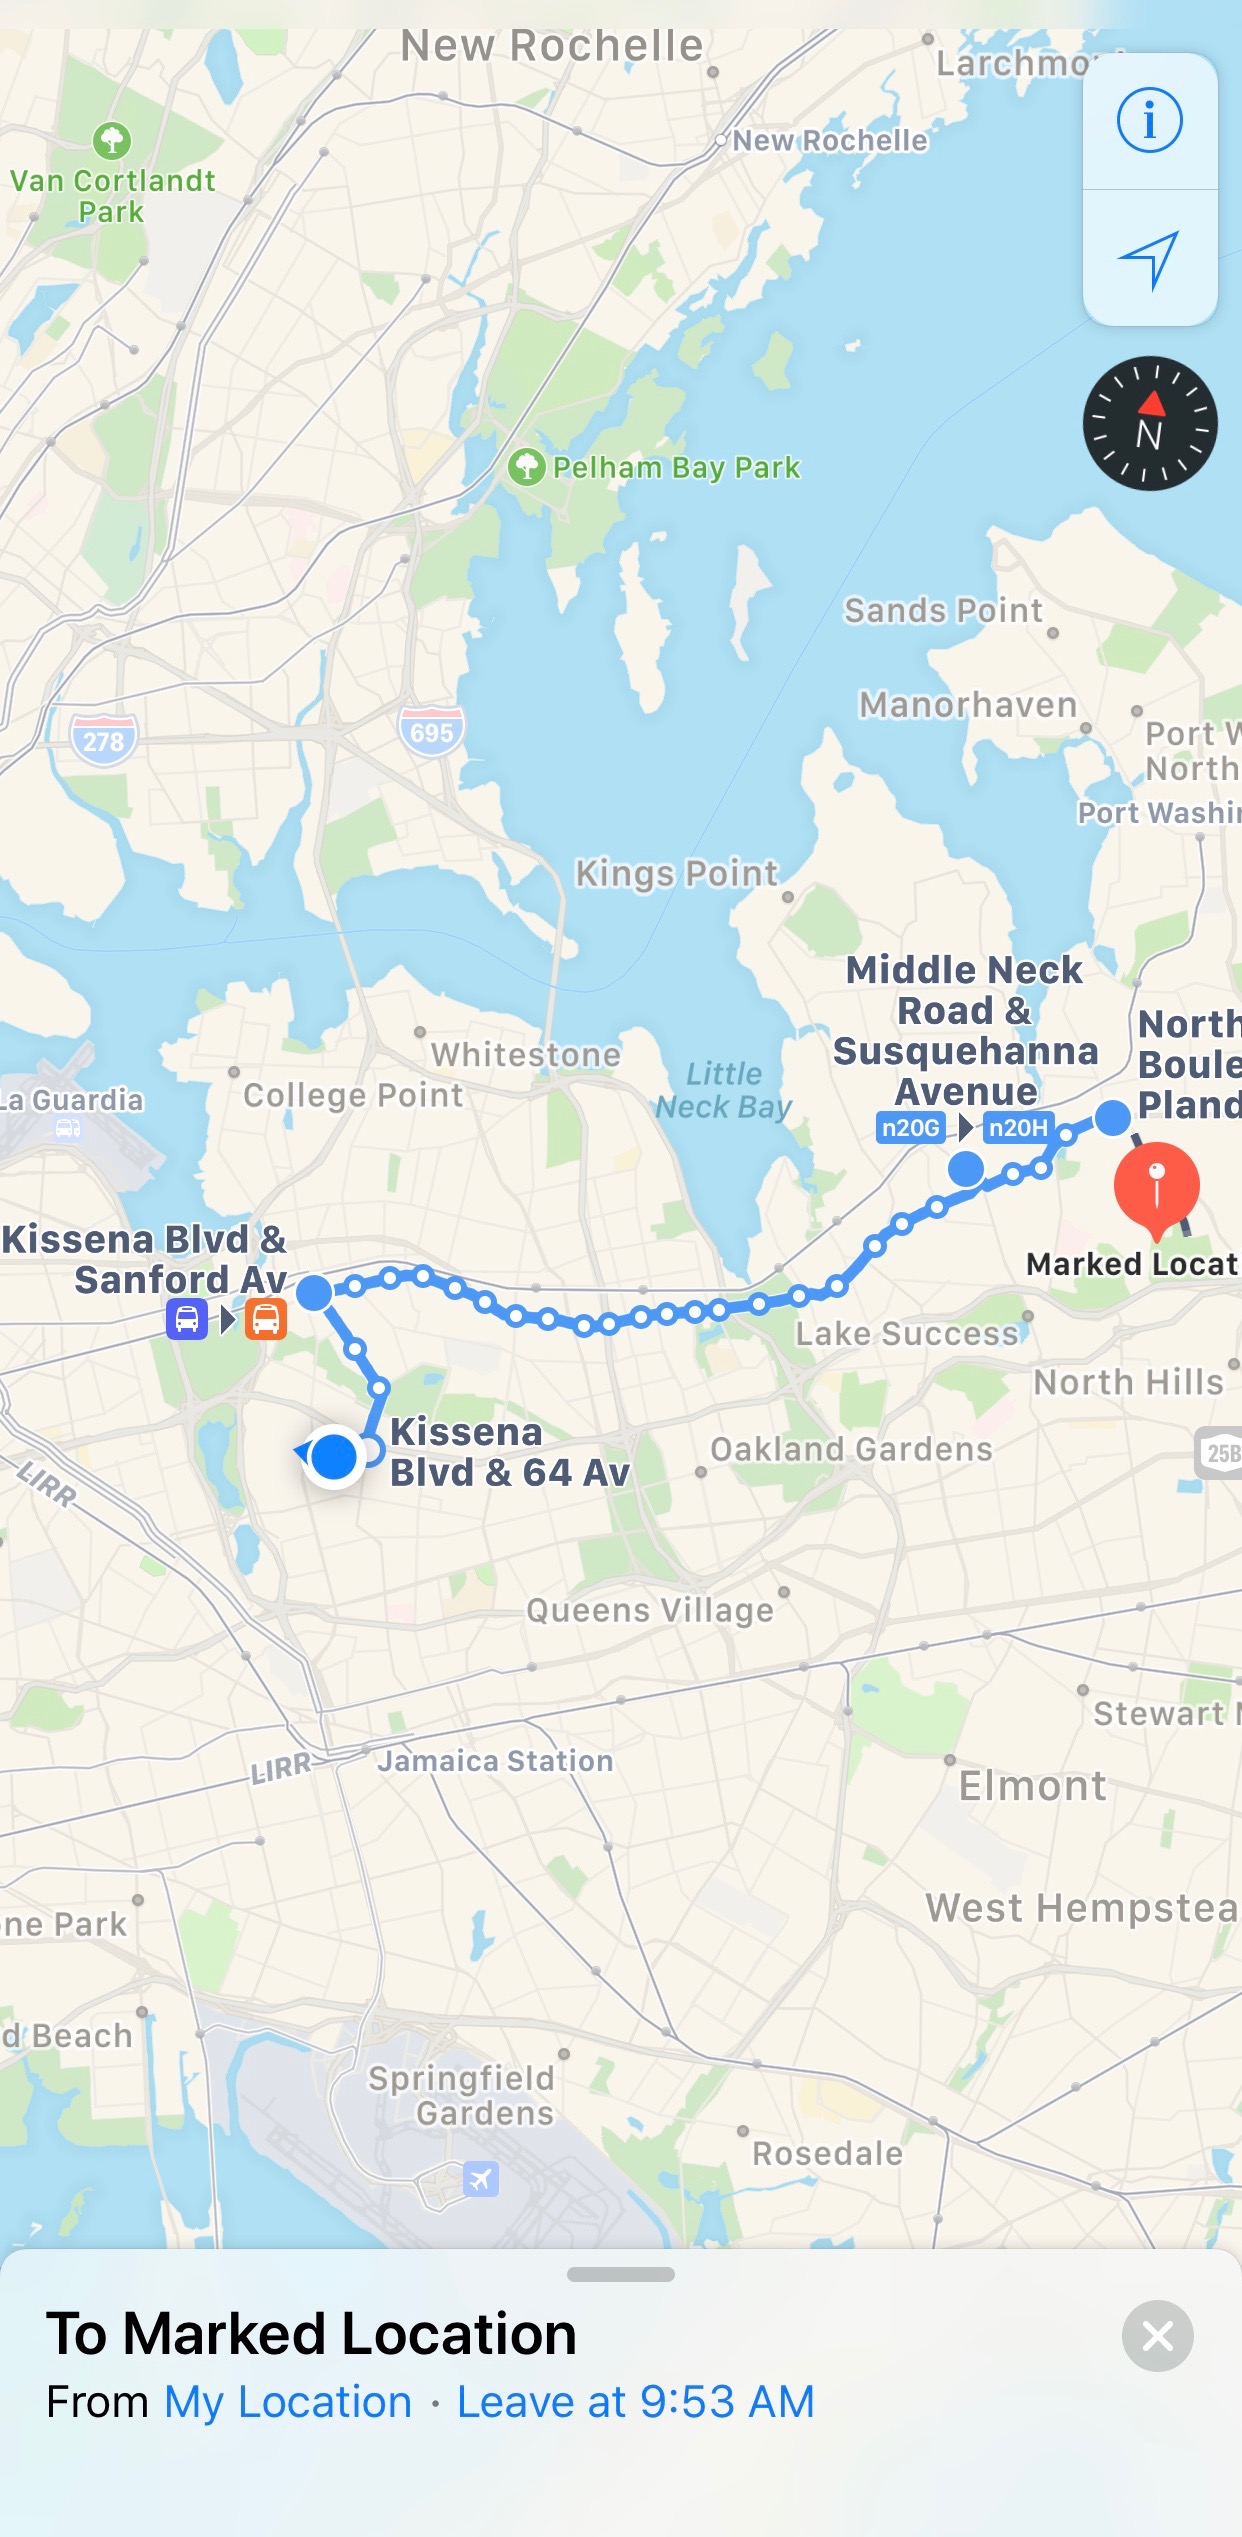 New Rochelle
New Rochelle
Van Cortlandt
Park
i
N
Pelham Bay Park
Sands Point
Manorhaven
278
695
Port W
North
Port Washin
Kings Point
Middle Neck
Road &
Susquehanna
Avenue
n20G
n20H
North
Boule
Pland
Whitestone
College Point
Little
Neck Bay
La Guardia
Kissena Blvd &
Sanford Av
Marked Locat
Lake Success
North Hills
Kissena
Blvd & 64 Av
Oakland Gardens
25B
LIRR
Queens Village
Stewart
LIRR
Jamaica Station
Elmont
West Hempstea
ne Park
d Beach
Springfield
Gardens
Rosedale
To Marked Location
From My Location · Leave at 9:53 AM